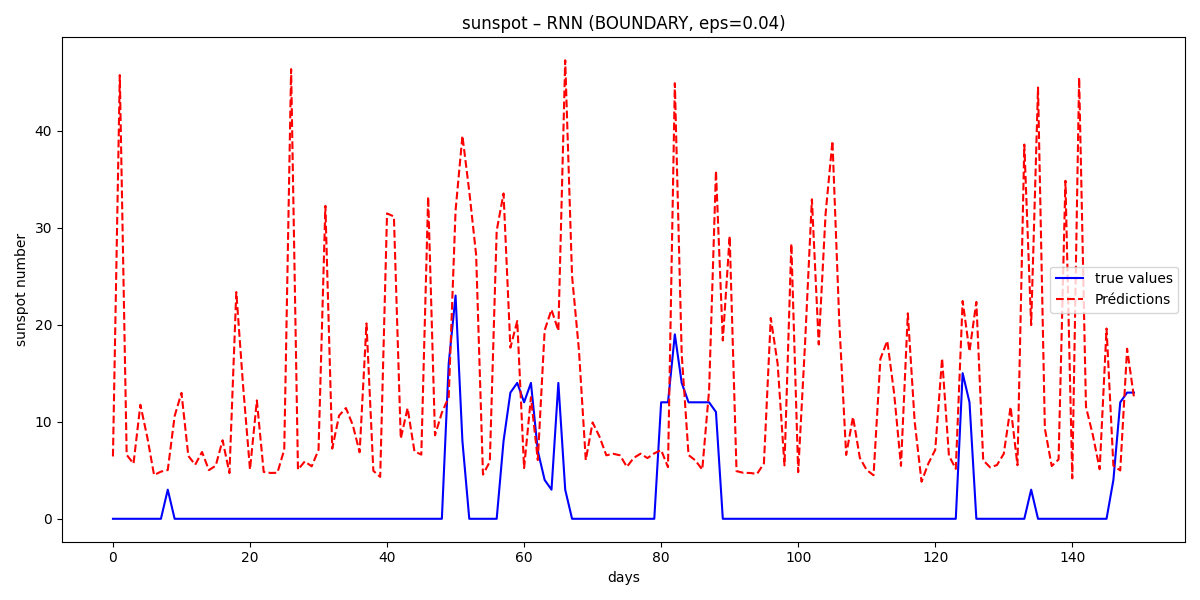 sunspot – RNN (BOUNDARY, eps=0.04)
sunspot number
40
30
20
10
0
true values
Prédictions
0 20 40 60 80 100 120 140
days